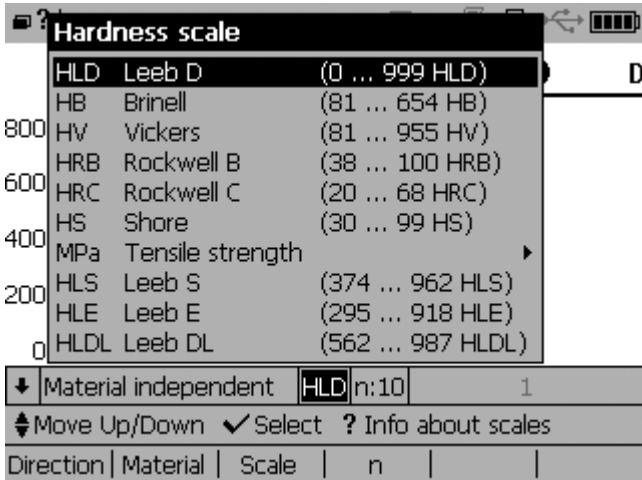 ?
Hardness scale
HLD Leeb D (0 ... 999 HLD)
D
HB Brinell (81 ... 654 HB)
800
HV Vickers (81 ... 955 HV)
HRB Rockwell B (38 ... 100 HRB)
600
HRC Rockwell C (20 ... 68 HRC)
HS Shore (30 ... 99 HS)
400
MPa Tensile strength
HLS Leeb S (374 ... 962 HLS)
200
HLE Leeb E (295 ... 918 HLE)
0
HLDL Leeb DL (562 ... 987 HLDL)
Material independent HLD n:10 1
Move Up/Down Select ? Info about scales
Direction | Material | Scale | n | |